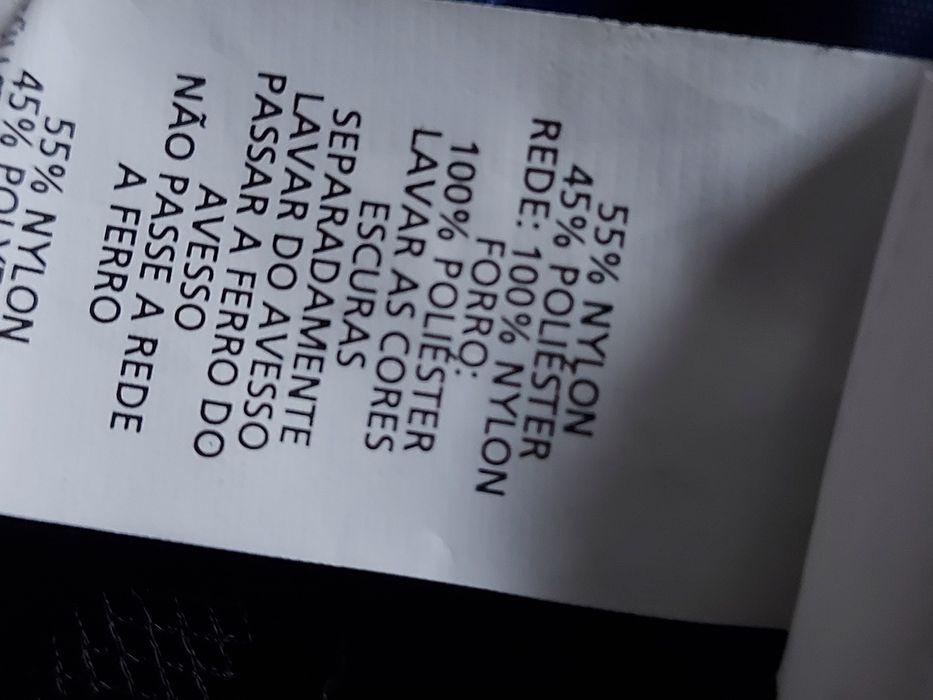 55% NYLON
45% POLIÉSTER
REDE: 100% NYLON
FORRO:
100% POLIÉSTER
LAVAR AS CORES
ESCURAS
SEPARADAMENTE
LAVAR DO AVESSO
PASSAR A FERRO DO
AVESSO
NÃO PASSE A REDE
A FERRO
55% NYLON
45%